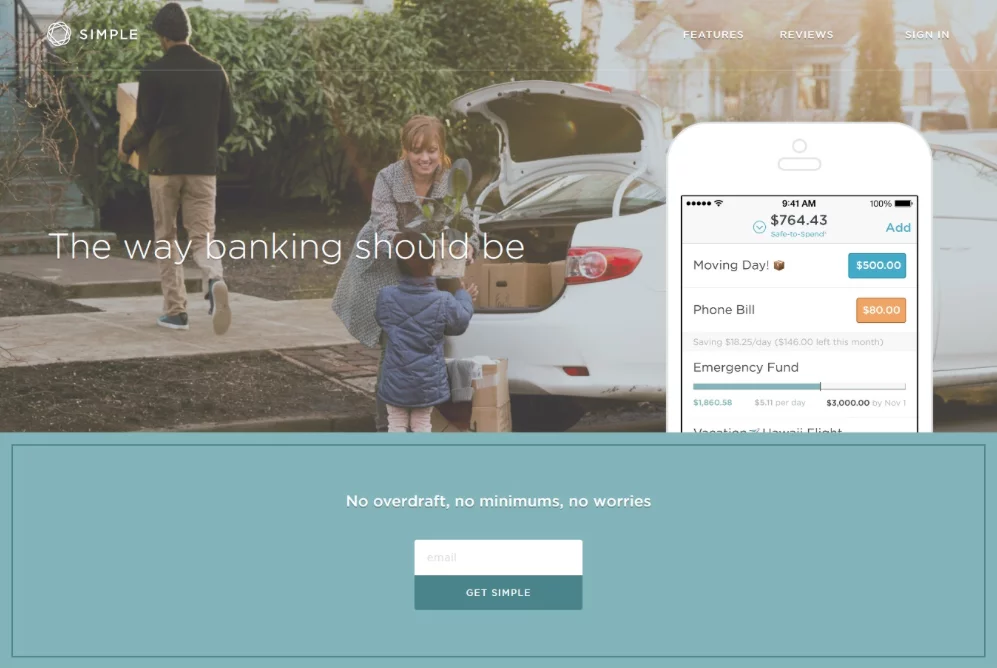 SIMPLE
FEATURES REVIEWS SIGN IN
The way banking should be
9:41 AM 100%
$764.43
Safe-to-Spend
Add
Moving Day! 📦 $500.00
Phone Bill $80.00
Saving $18.25/day ($146.00 left this month)
Emergency Fund
$1,860.58 $5.11 per day $3,000.00 by Nov 1
Vacation Hawaii Flight
No overdraft, no minimums, no worries
email
GET SIMPLE